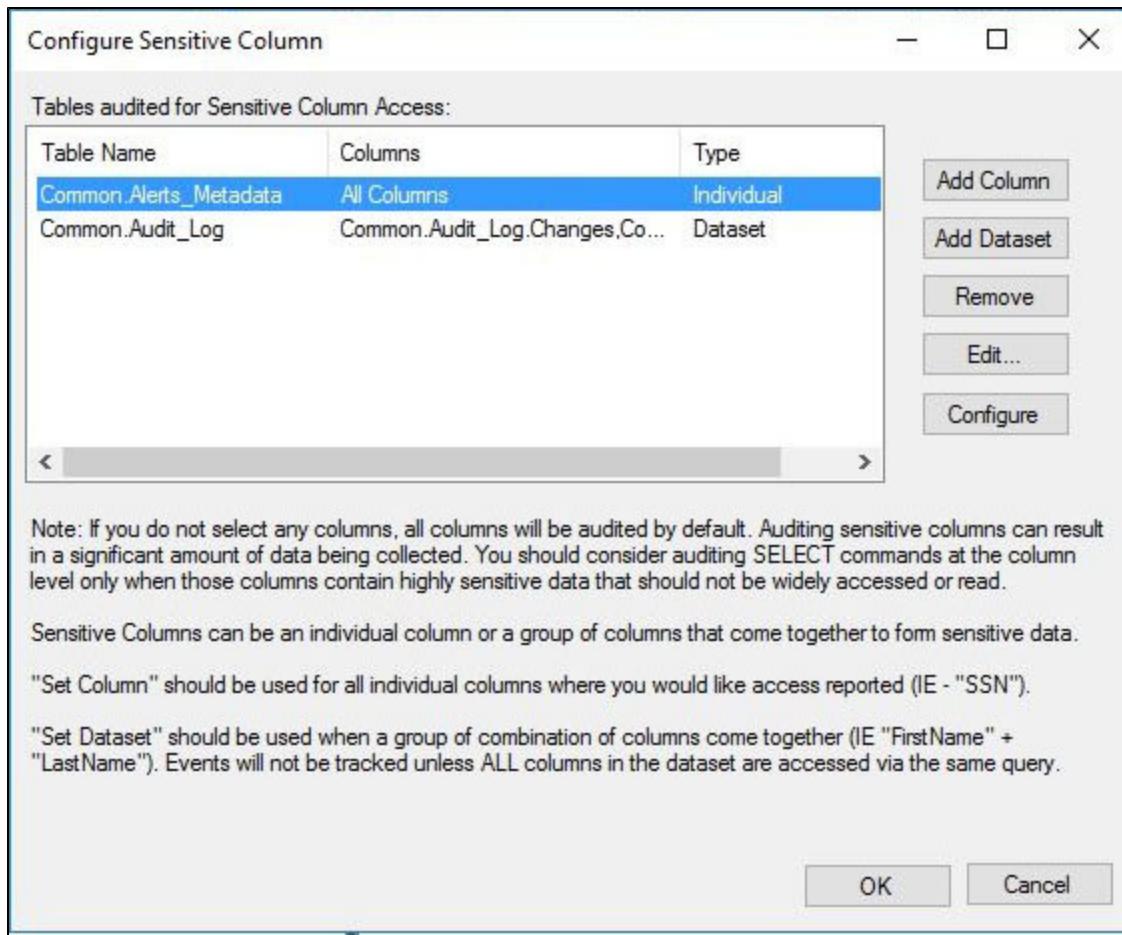 Configure Sensitive Column
Tables audited for Sensitive Column Access:
Table Name Columns Type
Common.Alerts_Metadata All Columns Individual
Common.Audit_Log Common.Audit_Log.Changes,Co... Dataset
Add Column
Add Dataset
Remove
Edit...
Configure
Note: If you do not select any columns, all columns will be audited by default. Auditing sensitive columns can result
in a significant amount of data being collected. You should consider auditing SELECT commands at the column
level only when those columns contain highly sensitive data that should not be widely accessed or read.
Sensitive Columns can be an individual column or a group of columns that come together to form sensitive data.
"Set Column" should be used for all individual columns where you would like access reported (IE - "SSN").
"Set Dataset" should be used when a group of combination of columns come together (IE "FirstName" +
"LastName"). Events will not be tracked unless ALL columns in the dataset are accessed via the same query.
OK Cancel